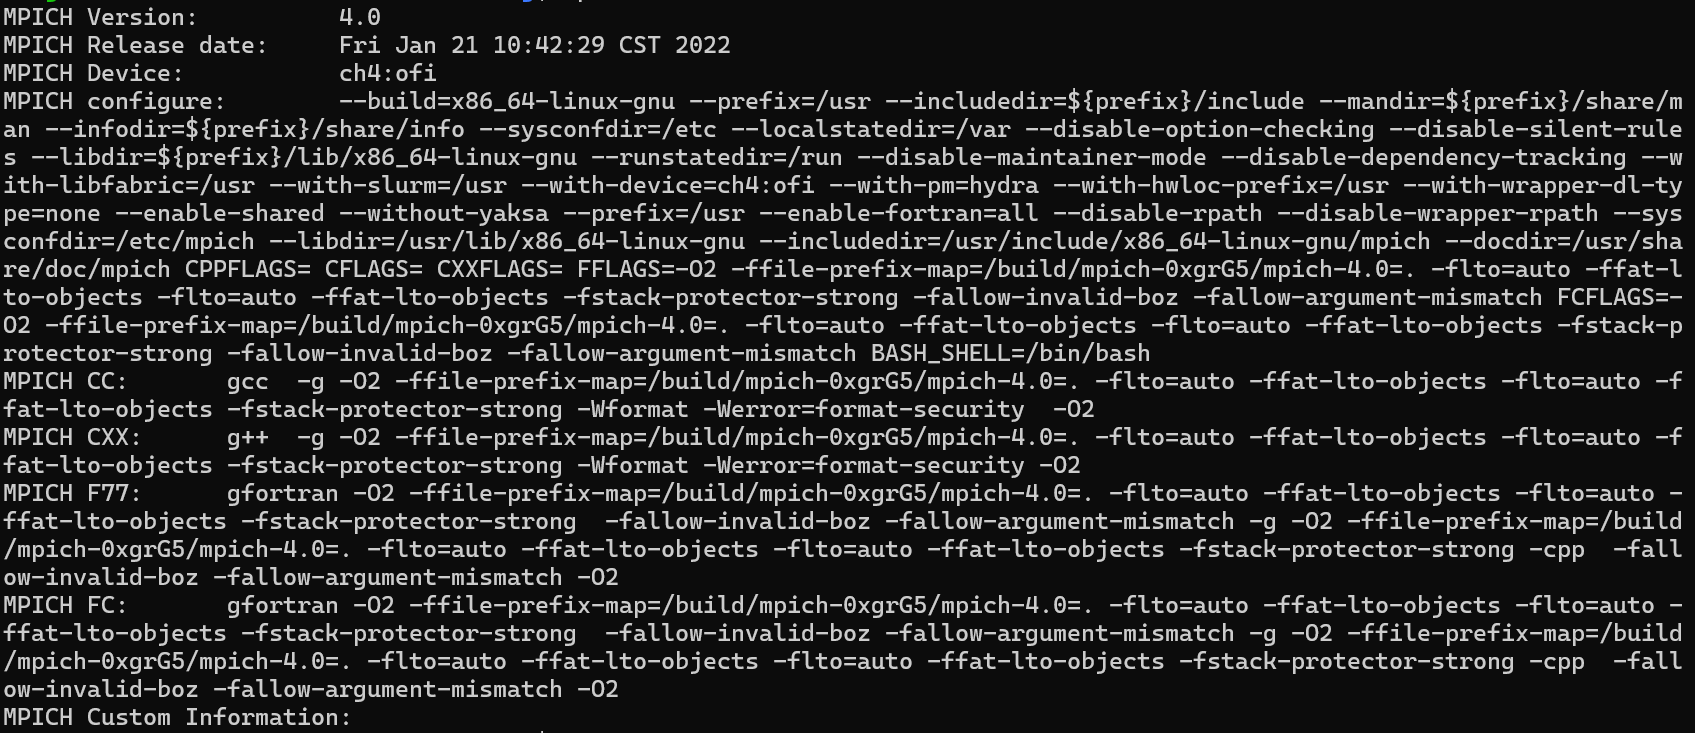 MPICH Version:          4.0
MPICH Release date:     Fri Jan 21 10:42:29 CST 2022
MPICH Device:           ch4:ofi
MPICH configure:        --build=x86_64-linux-gnu --prefix=/usr --includedir=${prefix}/include --mandir=${prefix}/share/m
an --infodir=${prefix}/share/info --sysconfdir=/etc --localstatedir=/var --disable-option-checking --disable-silent-rule
s --libdir=${prefix}/lib/x86_64-linux-gnu --runstatedir=/run --disable-maintainer-mode --disable-dependency-tracking --w
ith-libfabric=/usr --with-slurm=/usr --with-device=ch4:ofi --with-pm=hydra --with-hwloc-prefix=/usr --with-wrapper-dl-ty
pe=none --enable-shared --without-yaksa --prefix=/usr --enable-fortran=all --disable-rpath --disable-wrapper-rpath --sys
confdir=/etc/mpich --libdir=/usr/lib/x86_64-linux-gnu --includedir=/usr/include/x86_64-linux-gnu/mpich --docdir=/usr/sha
re/doc/mpich CPPFLAGS= CFLAGS= CXXFLAGS= FFLAGS=-O2 -ffile-prefix-map=/build/mpich-0xgrG5/mpich-4.0=. -flto=auto -ffat-l
to-objects -flto=auto -ffat-lto-objects -fstack-protector-strong -fallow-invalid-boz -fallow-argument-mismatch FCFLAGS=-
O2 -ffile-prefix-map=/build/mpich-0xgrG5/mpich-4.0=. -flto=auto -ffat-lto-objects -flto=auto -ffat-lto-objects -fstack-p
rotector-strong -fallow-invalid-boz -fallow-argument-mismatch BASH_SHELL=/bin/bash
MPICH CC:       gcc  -g -O2 -ffile-prefix-map=/build/mpich-0xgrG5/mpich-4.0=. -flto=auto -ffat-lto-objects -flto=auto -f
fat-lto-objects -fstack-protector-strong -Wformat -Werror=format-security  -O2
MPICH CXX:      g++  -g -O2 -ffile-prefix-map=/build/mpich-0xgrG5/mpich-4.0=. -flto=auto -ffat-lto-objects -flto=auto -f
fat-lto-objects -fstack-protector-strong -Wformat -Werror=format-security -O2
MPICH F77:      gfortran -O2 -ffile-prefix-map=/build/mpich-0xgrG5/mpich-4.0=. -flto=auto -ffat-lto-objects -flto=auto -
ffat-lto-objects -fstack-protector-strong  -fallow-invalid-boz -fallow-argument-mismatch -g -O2 -ffile-prefix-map=/build
/mpich-0xgrG5/mpich-4.0=. -flto=auto -ffat-lto-objects -flto=auto -ffat-lto-objects -fstack-protector-strong -cpp  -fall
ow-invalid-boz -fallow-argument-mismatch -O2
MPICH FC:       gfortran -O2 -ffile-prefix-map=/build/mpich-0xgrG5/mpich-4.0=. -flto=auto -ffat-lto-objects -flto=auto -
ffat-lto-objects -fstack-protector-strong  -fallow-invalid-boz -fallow-argument-mismatch -g -O2 -ffile-prefix-map=/build
/mpich-0xgrG5/mpich-4.0=. -flto=auto -ffat-lto-objects -flto=auto -ffat-lto-objects -fstack-protector-strong -cpp  -fall
ow-invalid-boz -fallow-argument-mismatch -O2
MPICH Custom Information: